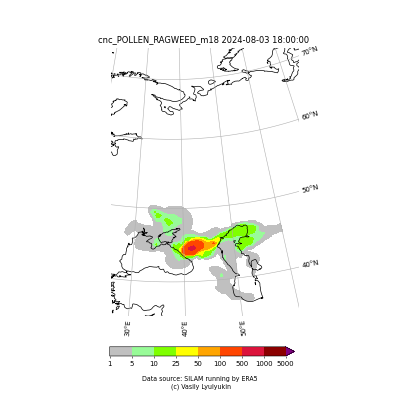 cnc_POLLEN_RAGWEED_m18 2024-08-03 18:00:00
70°N
60°N
50°N
40°N
30°E 40°E 50°E
1 5 10 25 50 100 500 1000 5000
Data source: SILAM running by ERA5
(c) Vasily Lyulyukin